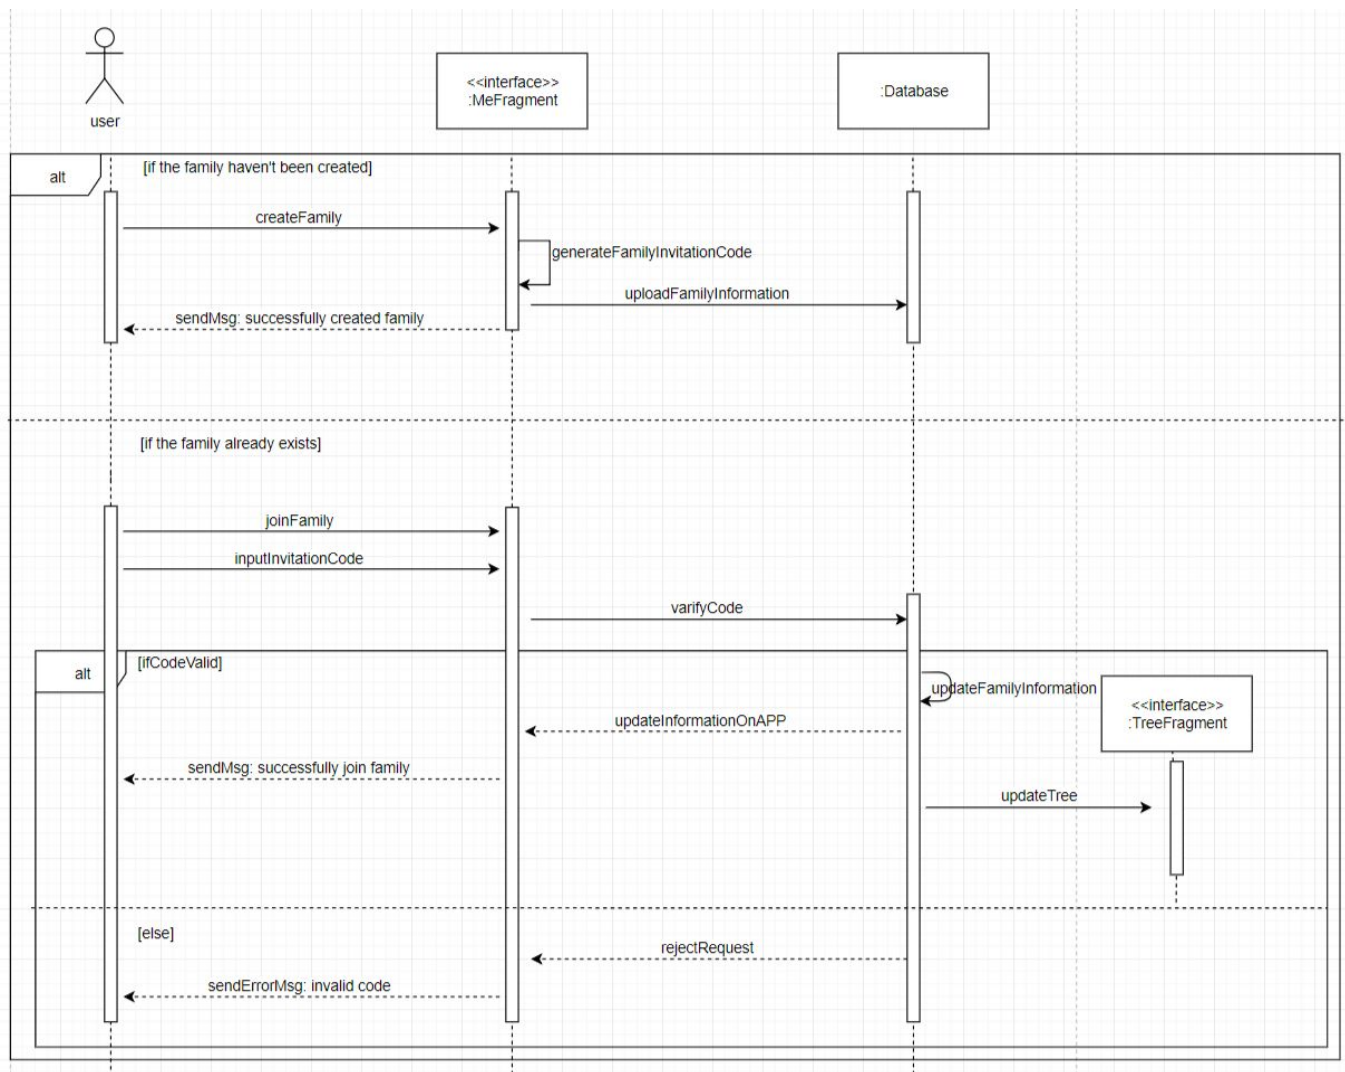 user
<<interface>>
:MeFragment
:Database
alt
[if the family haven't been created]
createFamily
generateFamilyInvitationCode
uploadFamilyInformation
sendMsg: successfully created family
[if the family already exists]
joinFamily
inputInvitationCode
varifyCode
alt
[ifCodeValid]
updateFamilyInformation
<<interface>>
:TreeFragment
updateInformationOnAPP
sendMsg: successfully join family
updateTree
[else]
rejectRequest
sendErrorMsg: invalid code